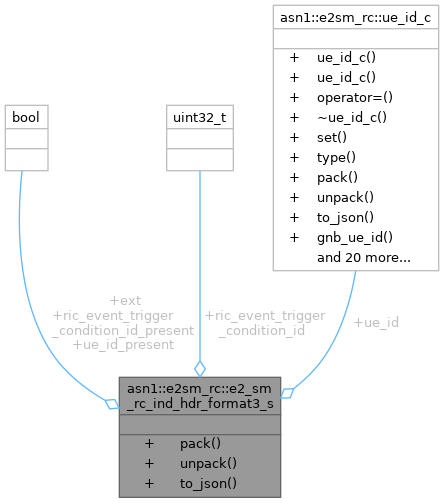 asn1::e2sm_rc::ue_id_c
+ ue_id_c()
+ ue_id_c()
+ operator=()
+ ~ue_id_c()
+ set()
+ type()
+ pack()
+ unpack()
+ to_json()
+ gnb_ue_id()
and 20 more...
bool
uint32_t
+ext
+ric_event_trigger
_condition_id_present
+ue_id_present
+ric_event_trigger
_condition_id
+ue_id
asn1::e2sm_rc::e2_sm
_rc_ind_hdr_format3_s
+ pack()
+ unpack()
+ to_json()